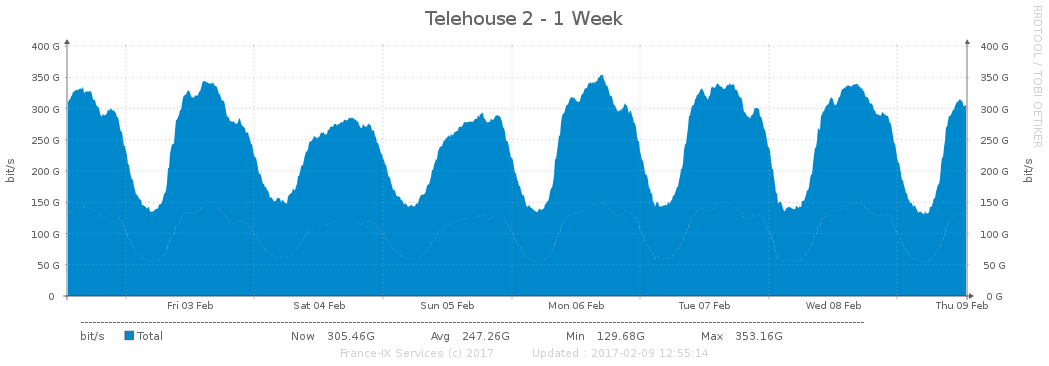 Telehouse 2 - 1 Week
RRDTOOL / TOBI OETIKER
400 G 400 G
350 G 350 G
300 G 300 G
250 G 250 G
200 G 200 G
150 G 150 G
100 G 100 G
50 G 50 G
0 0 G
bit/s
bit/s
Fri 03 Feb Sat 04 Feb Sun 05 Feb Mon 06 Feb Tue 07 Feb Wed 08 Feb Thu 09 Feb
bit/s Total Now 305.46G Avg 247.26G Min 129.68G Max 353.16G
France-IX Services (c) 2017 Updated : 2017-02-09 12:55:14